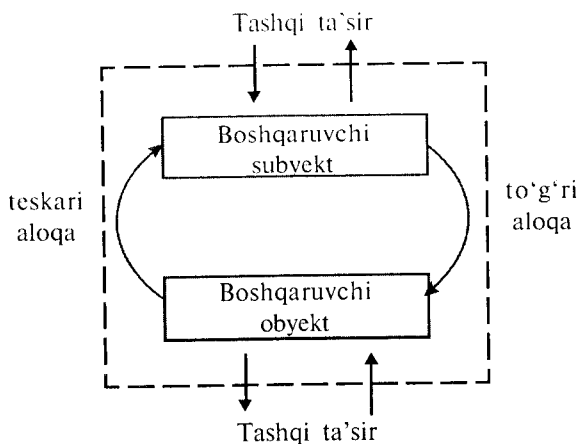 Tashqi ta'sir
Boshqaruvchi
subyekt
teskari
aloqa
to‘g‘ri
aloqa
Boshqaruvchi
obyekt
Tashqi ta'sir